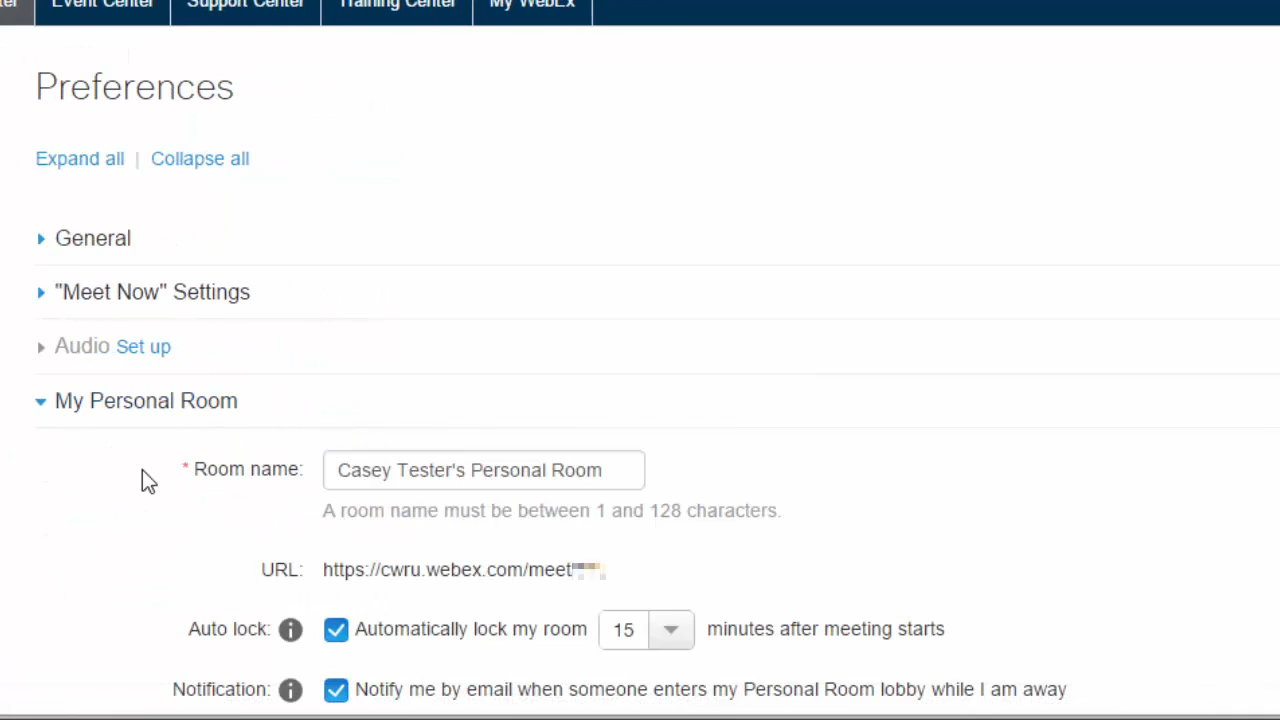 Event Center Support Center Training Center My WebEx
Preferences
Expand all | Collapse all
General
"Meet Now" Settings
Audio Set up
My Personal Room
* Room name: Casey Tester's Personal Room
A room name must be between 1 and 128 characters.
URL: https://cwru.webex.com/meet
Auto lock: Automatically lock my room 15 minutes after meeting starts
Notification: Notify me by email when someone enters my Personal Room lobby while I am away